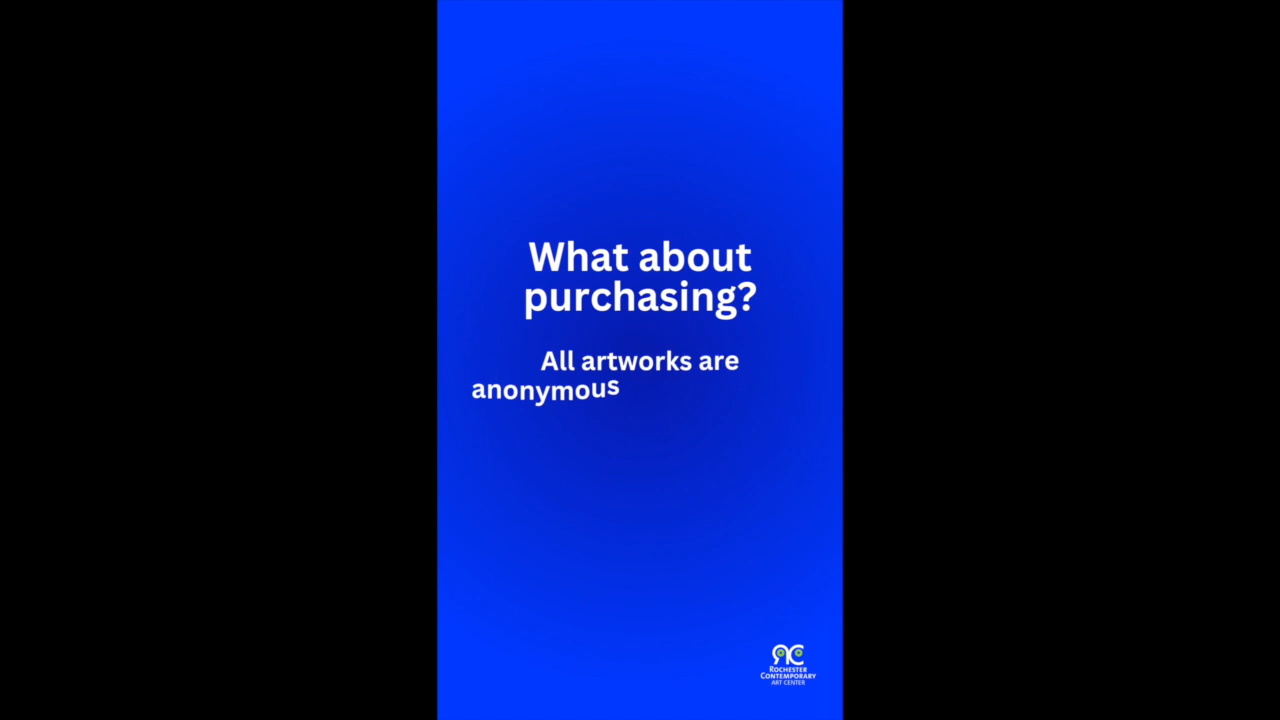 What about
purchasing?
All artworks are
anonymous
ROCHESTER
CONTEMPORARY
ART CENTER